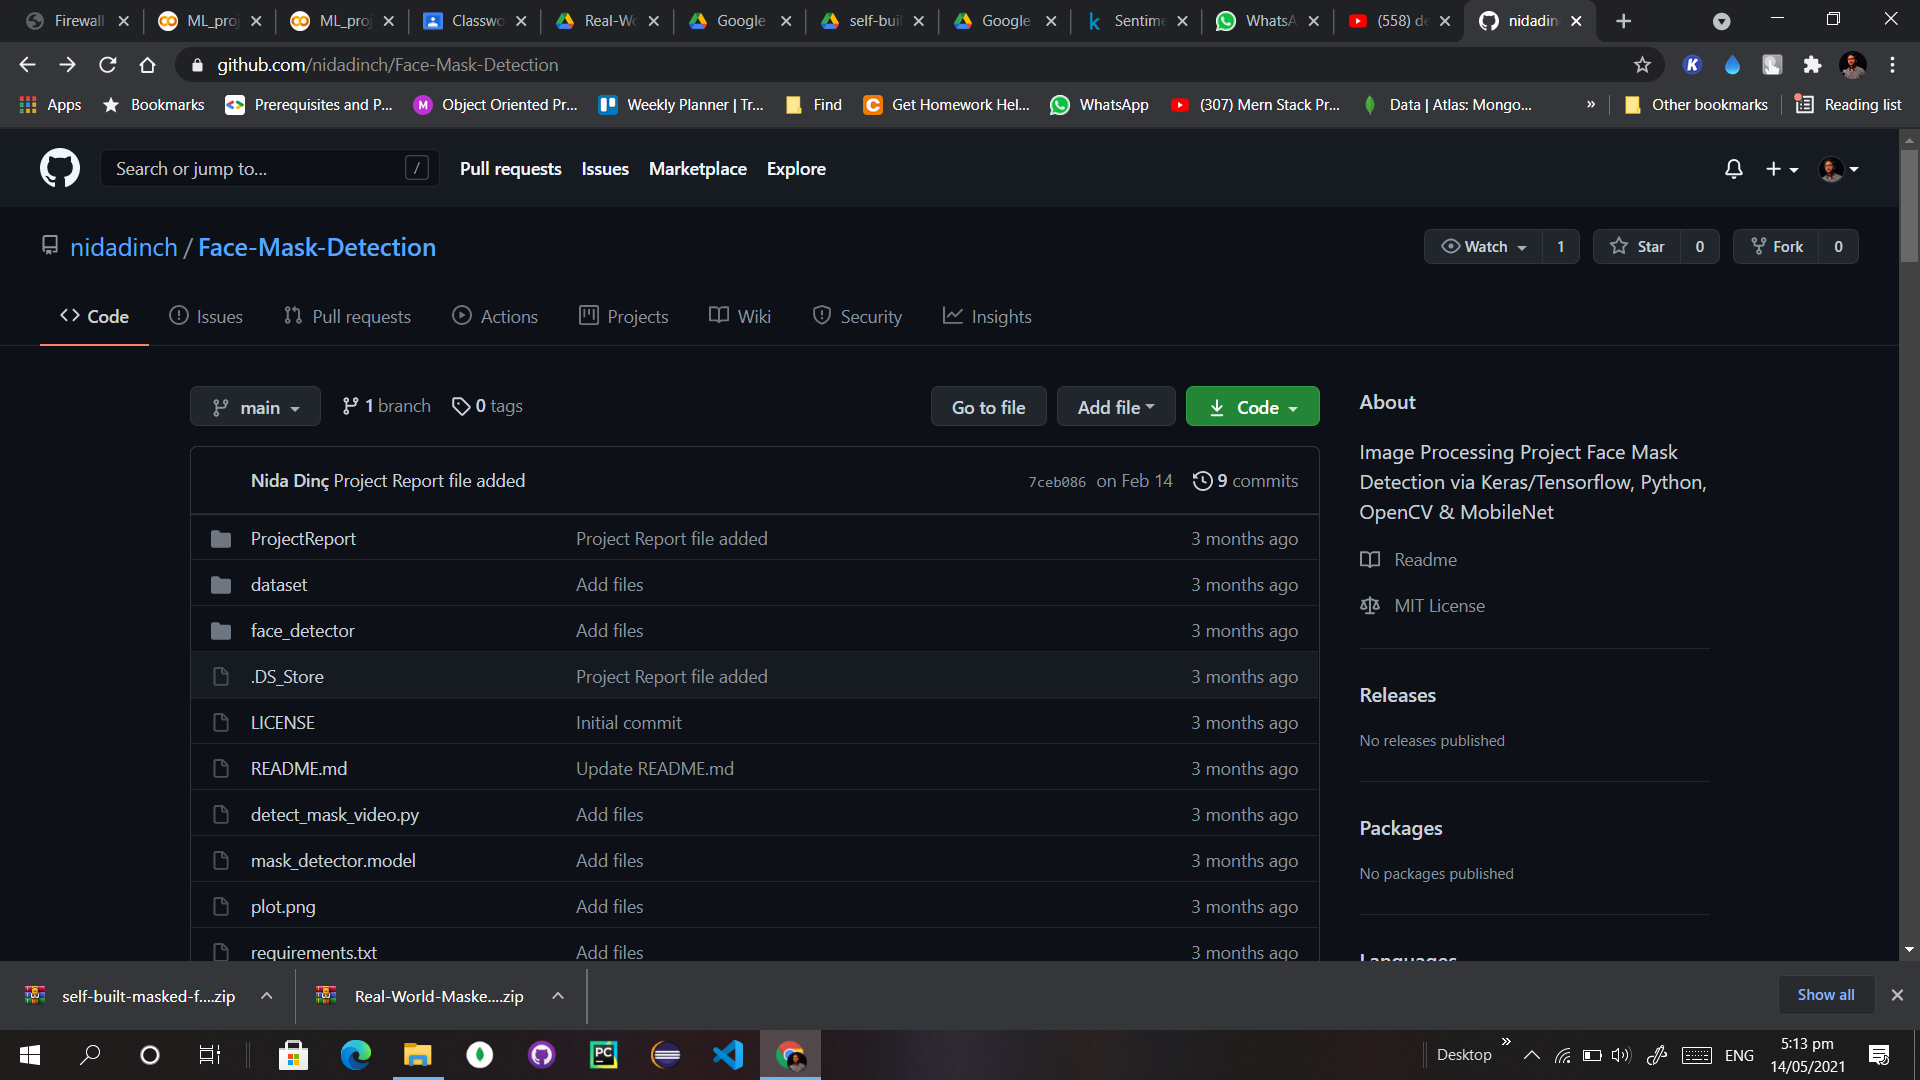 Firewall ML_proj ML_proj Classwo Real-Wo Google self-buil Google Sentime WhatsA (558) de nidadin
github.com/nidadinch/Face-Mask-Detection
Apps Bookmarks Prerequisites and P... Object Oriented Pr... Weekly Planner | Tr... Find Get Homework Hel... WhatsApp (307) Mern Stack Pr... Data | Atlas: Mongo... » Other bookmarks Reading list
Search or jump to... / Pull requests Issues Marketplace Explore
nidadinch / Face-Mask-Detection Watch 1 Star 0 Fork 0
Code Issues Pull requests Actions Projects Wiki Security Insights
main 1 branch 0 tags Go to file Add file Code
Nida Dinç Project Report file added 7ceb086 on Feb 14 9 commits
ProjectReport Project Report file added 3 months ago
dataset Add files 3 months ago
face_detector Add files 3 months ago
.DS_Store Project Report file added 3 months ago
LICENSE Initial commit 3 months ago
README.md Update README.md 3 months ago
detect_mask_video.py Add files 3 months ago
mask_detector.model Add files 3 months ago
plot.png Add files 3 months ago
requirements.txt Add files 3 months ago
About
Image Processing Project Face Mask
Detection via Keras/Tensorflow, Python,
OpenCV & MobileNet
Readme
MIT License
Releases
No releases published
Packages
No packages published
Languages
self-built-masked-f....zip Real-World-Maske....zip Show all
Desktop » ENG 5:13 pm
14/05/2021